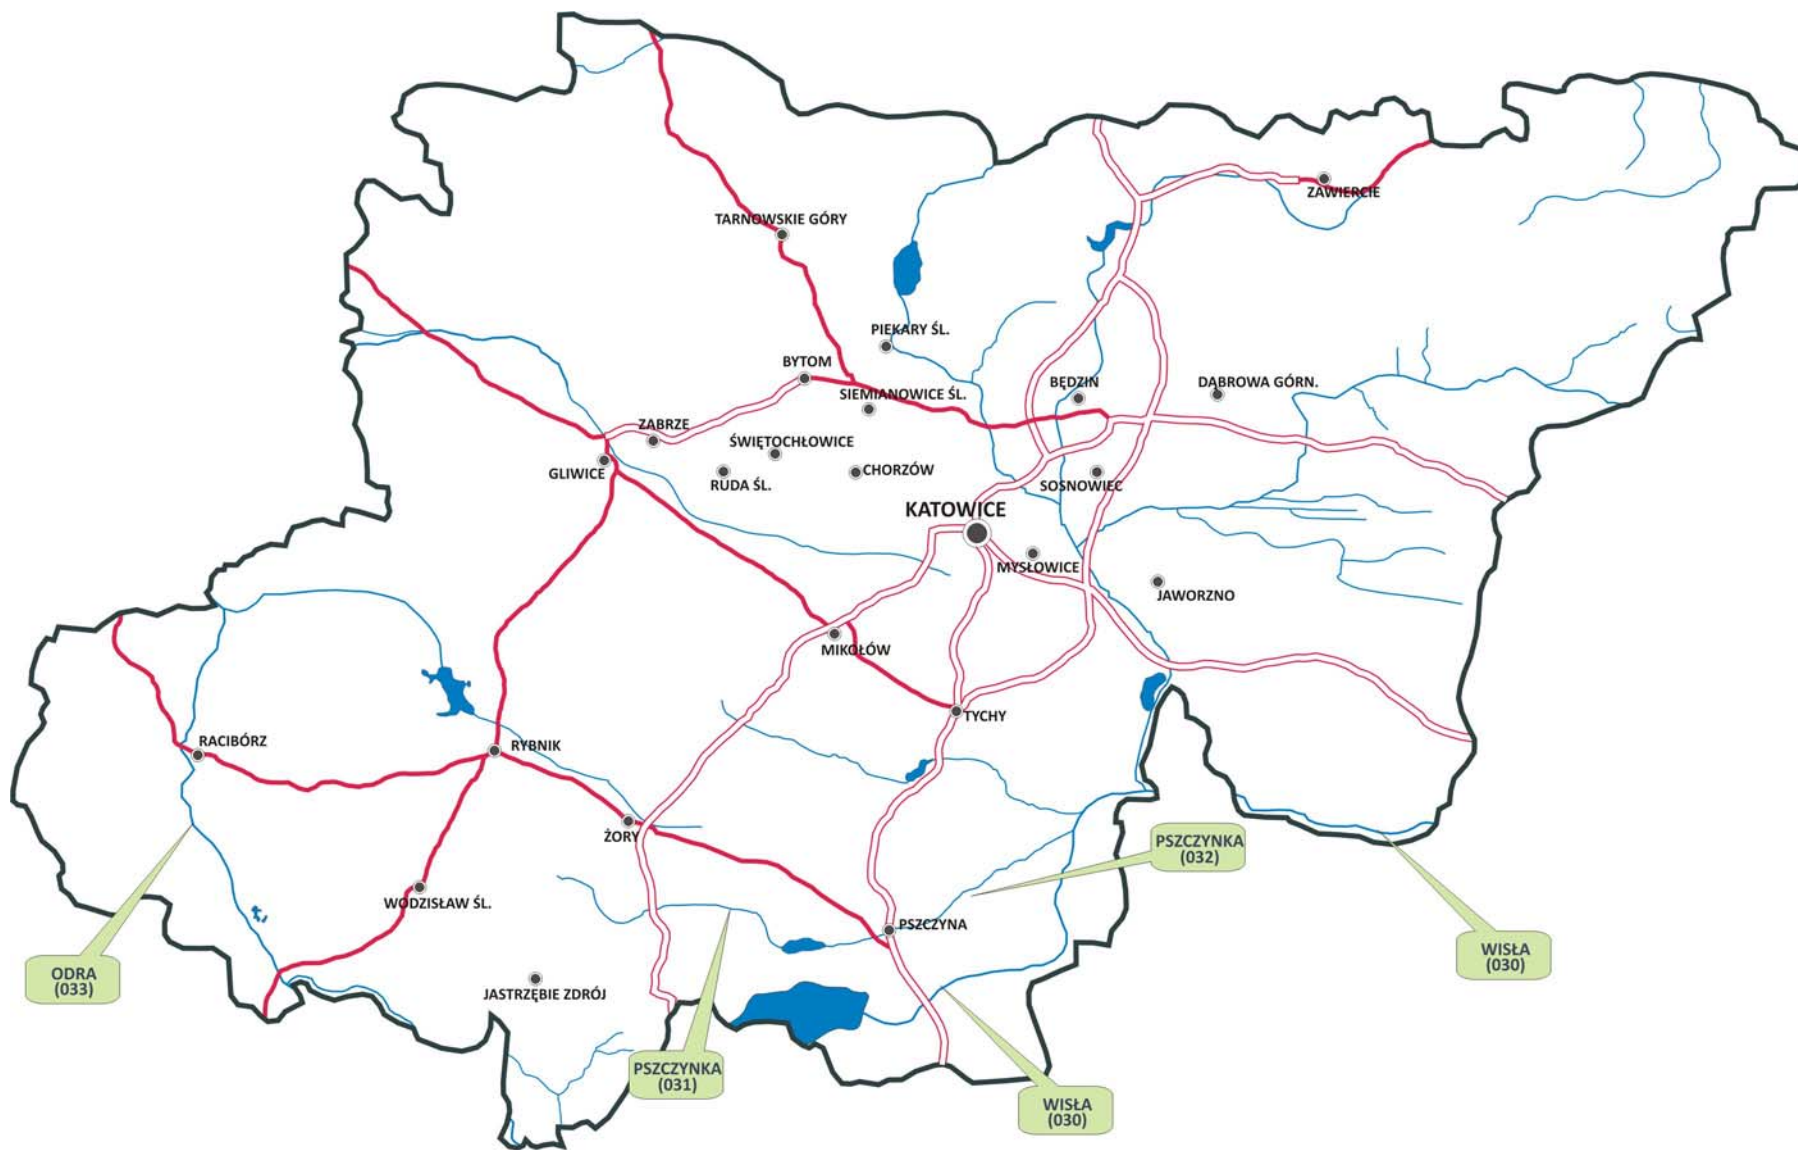 ZAWIERCIE
TARNOWSKIE GÓRY
PIEKARY ŚL.
BYTOM
BĘDZIN
DĄBROWA GÓRN.
SIEMIANOWICE ŚL.
ZABRZE
ŚWIĘTOCHŁOWICE
GLIWICE
RUDA ŚL.
CHORZÓW
SOSNOWIEC
KATOWICE
MYSŁOWICE
JAWORZNO
MIKOŁÓW
TYCHY
RACIBÓRZ
RYBNIK
ŻORY
PSZCZYNKA
(032)
WODZISŁAW ŚL.
PSZCZYNA
WISŁA
(030)
ODRA
(033)
JASTRZĘBIE ZDRÓJ
PSZCZYNKA
(031)
WISŁA
(030)